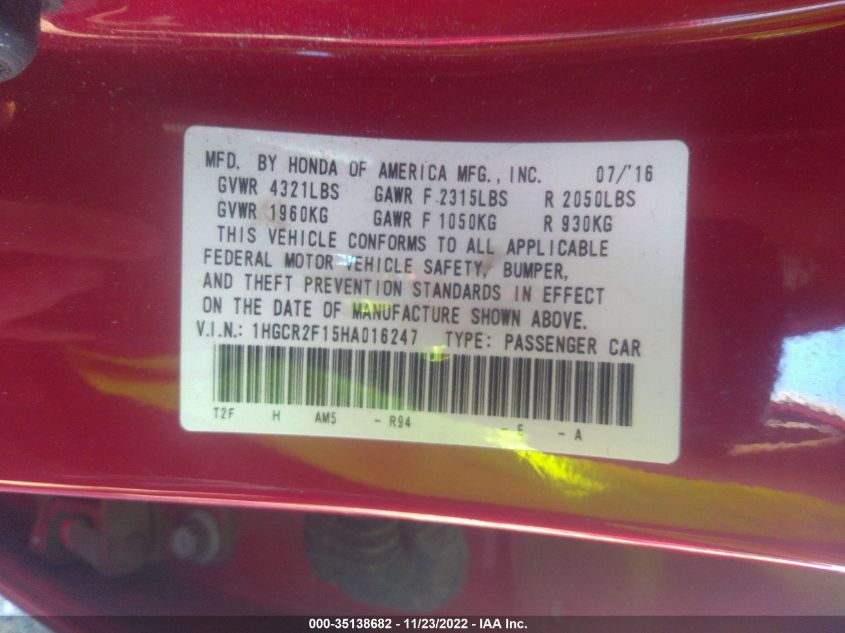 MFD. BY HONDA OF AMERICA MFG., INC. 07/'16
GVWR 4321LBS GAWR F 2315LBS R 2050LBS
GVWR 1960KG GAWR F 1050KG R 930KG
THIS VEHICLE CONFORMS TO ALL APPLICABLE
FEDERAL MOTOR VEHICLE SAFETY, BUMPER,
AND THEFT PREVENTION STANDARDS IN EFFECT
ON THE DATE OF MANUFACTURE SHOWN ABOVE.
V.I.N.: 1HGCR2F15HA016247 TYPE: PASSENGER CAR
T2F H AM5 - R94 - E - A
000-35138682 - 11/23/2022 - IAA Inc.